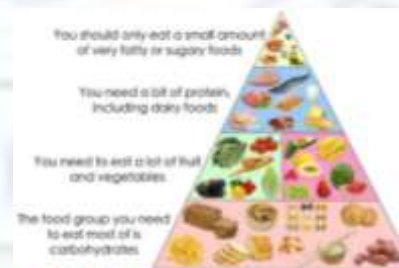 You should only eat a small amount
of very fatty or sugary foods
You need a bit of protein,
including dairy foods
You need to eat a lot of fruit
and vegetables
The food group you need
to eat most of is
carbohydrates